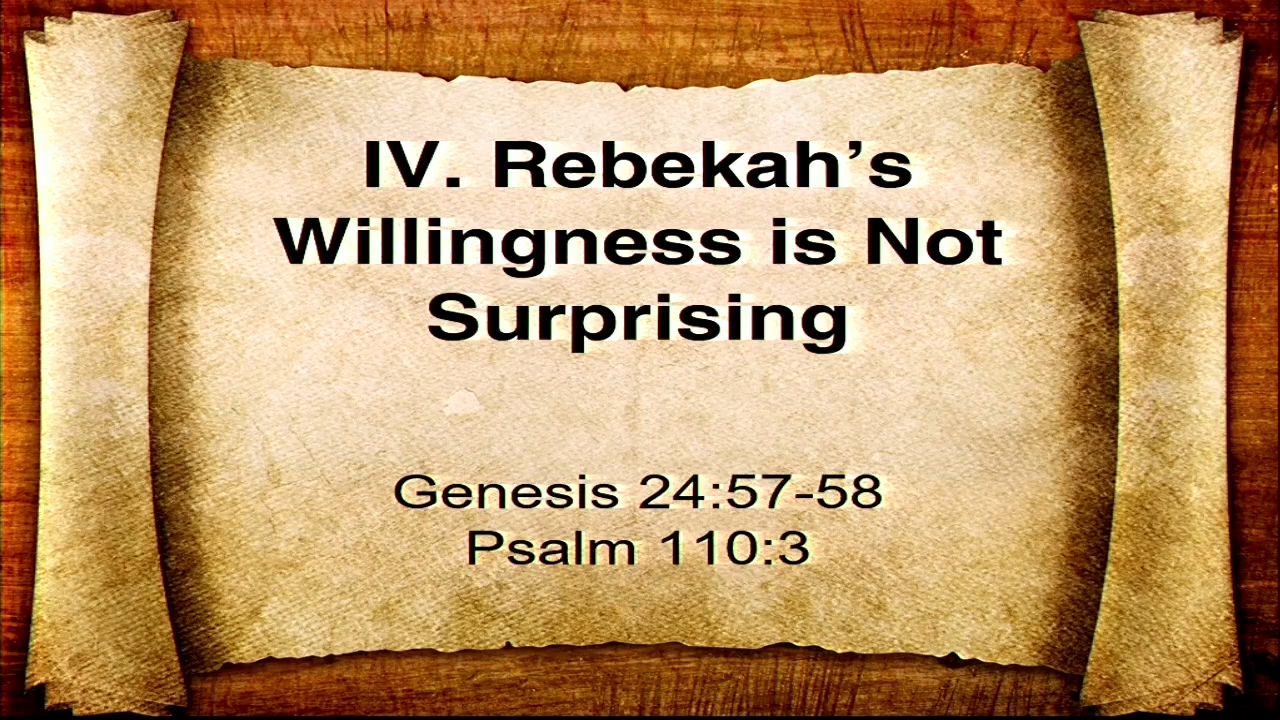 IV. Rebekah’s
Willingness is Not
Surprising
Genesis 24:57-58
Psalm 110:3